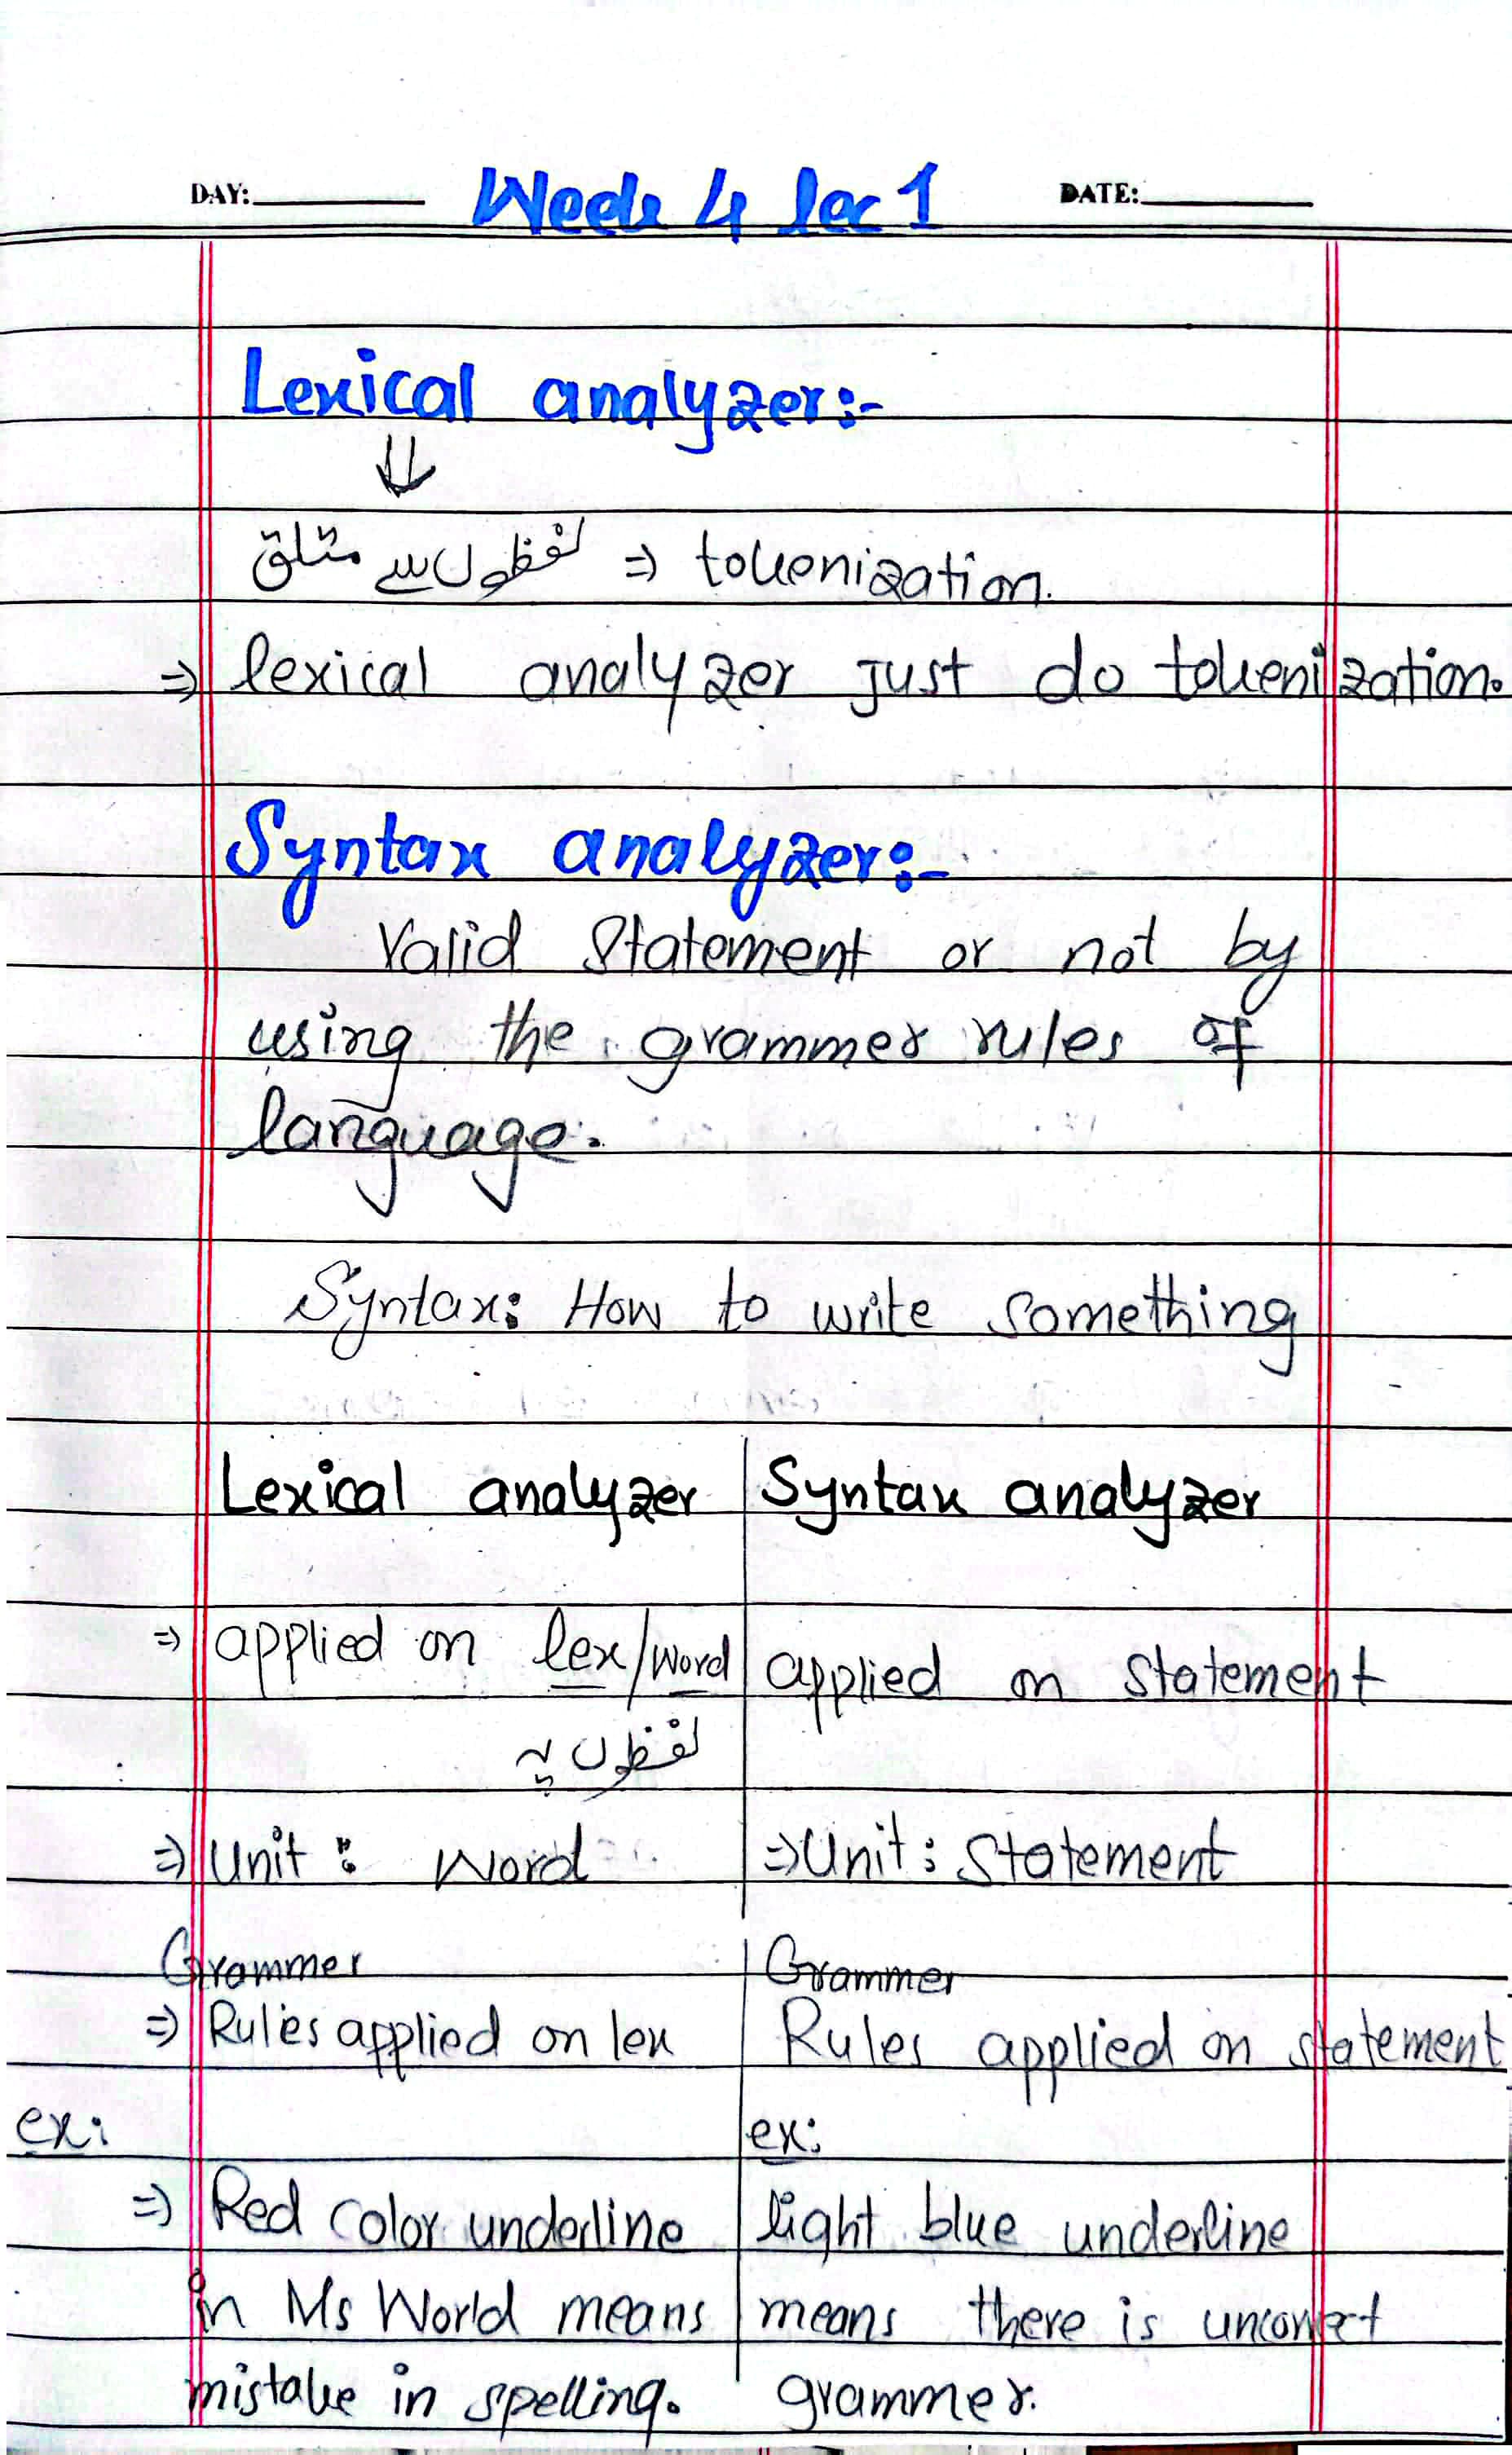 DAY: Week 4 lec 1 DATE:
Lexical analyzer:-
⇓
لفظوں سے متلق ⇒ tokenization.
⇒ lexical analyzer just do tokenization.
Syntax analyzer:-
Valid Statement or not by
using the grammer rules of
language.
Syntax: How to write something
Lexical analyzer | Syntax analyzer
⇒ applied on lex/word | applied on statement
لفظوں پہ
⇒ Unit: Word | ⇒ Unit: Statement
Grammer | Grammer
⇒ Rules applied on lex | Rules applied on statement
ex: | ex:
⇒ Red color underline | light blue underline
in Ms World means | means there is uncorrect
mistake in spelling. | grammer.